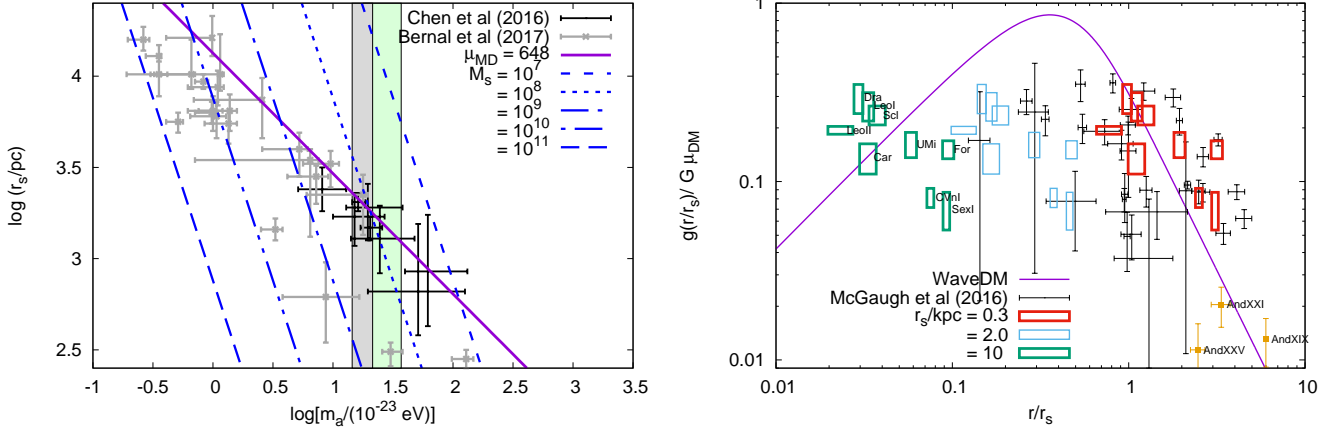 Chen et al (2016)
Bernal et al (2017)
μ_MD = 648
M_s = 10^7
= 10^8
= 10^9
= 10^10
= 10^11
log (r_s/pc)
4
3.5
3
2.5
-1 -0.5 0 0.5 1 1.5 2 2.5 3 3.5
log[m_a/(10^-23 eV)]
g(r/r_s)/ G μ_DM
1
0.1
0.01
Dra
LeoI
Scl
LeoII
Car
UMi
For
CVnI
SexI
WaveDM
McGaugh et al (2016)
r_s/kpc = 0.3
= 2.0
= 10
AndXXI
AndXIX
AndXXV
0.01 0.1 1 10
r/r_s